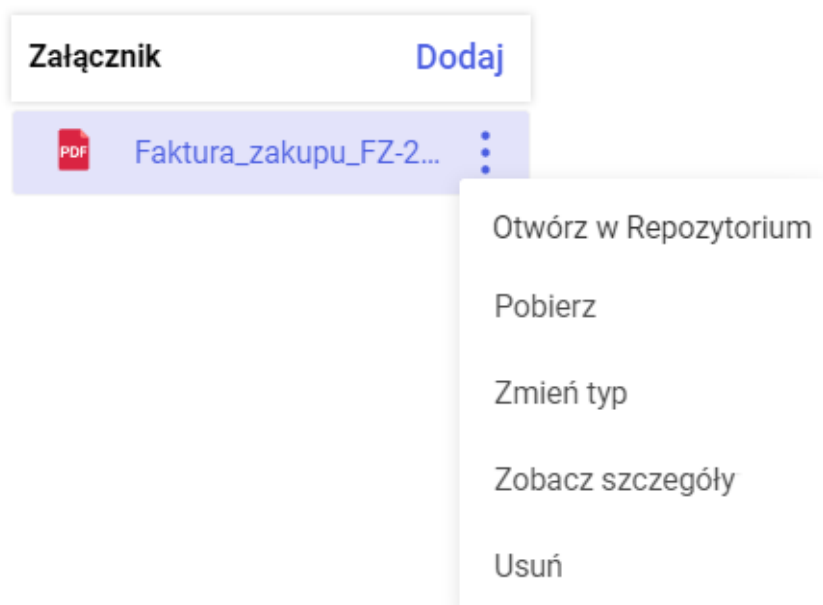 Załącznik Dodaj
PDF Faktura_zakupu_FZ-2...
Otwórz w Repozytorium
Pobierz
Zmień typ
Zobacz szczegóły
Usuń